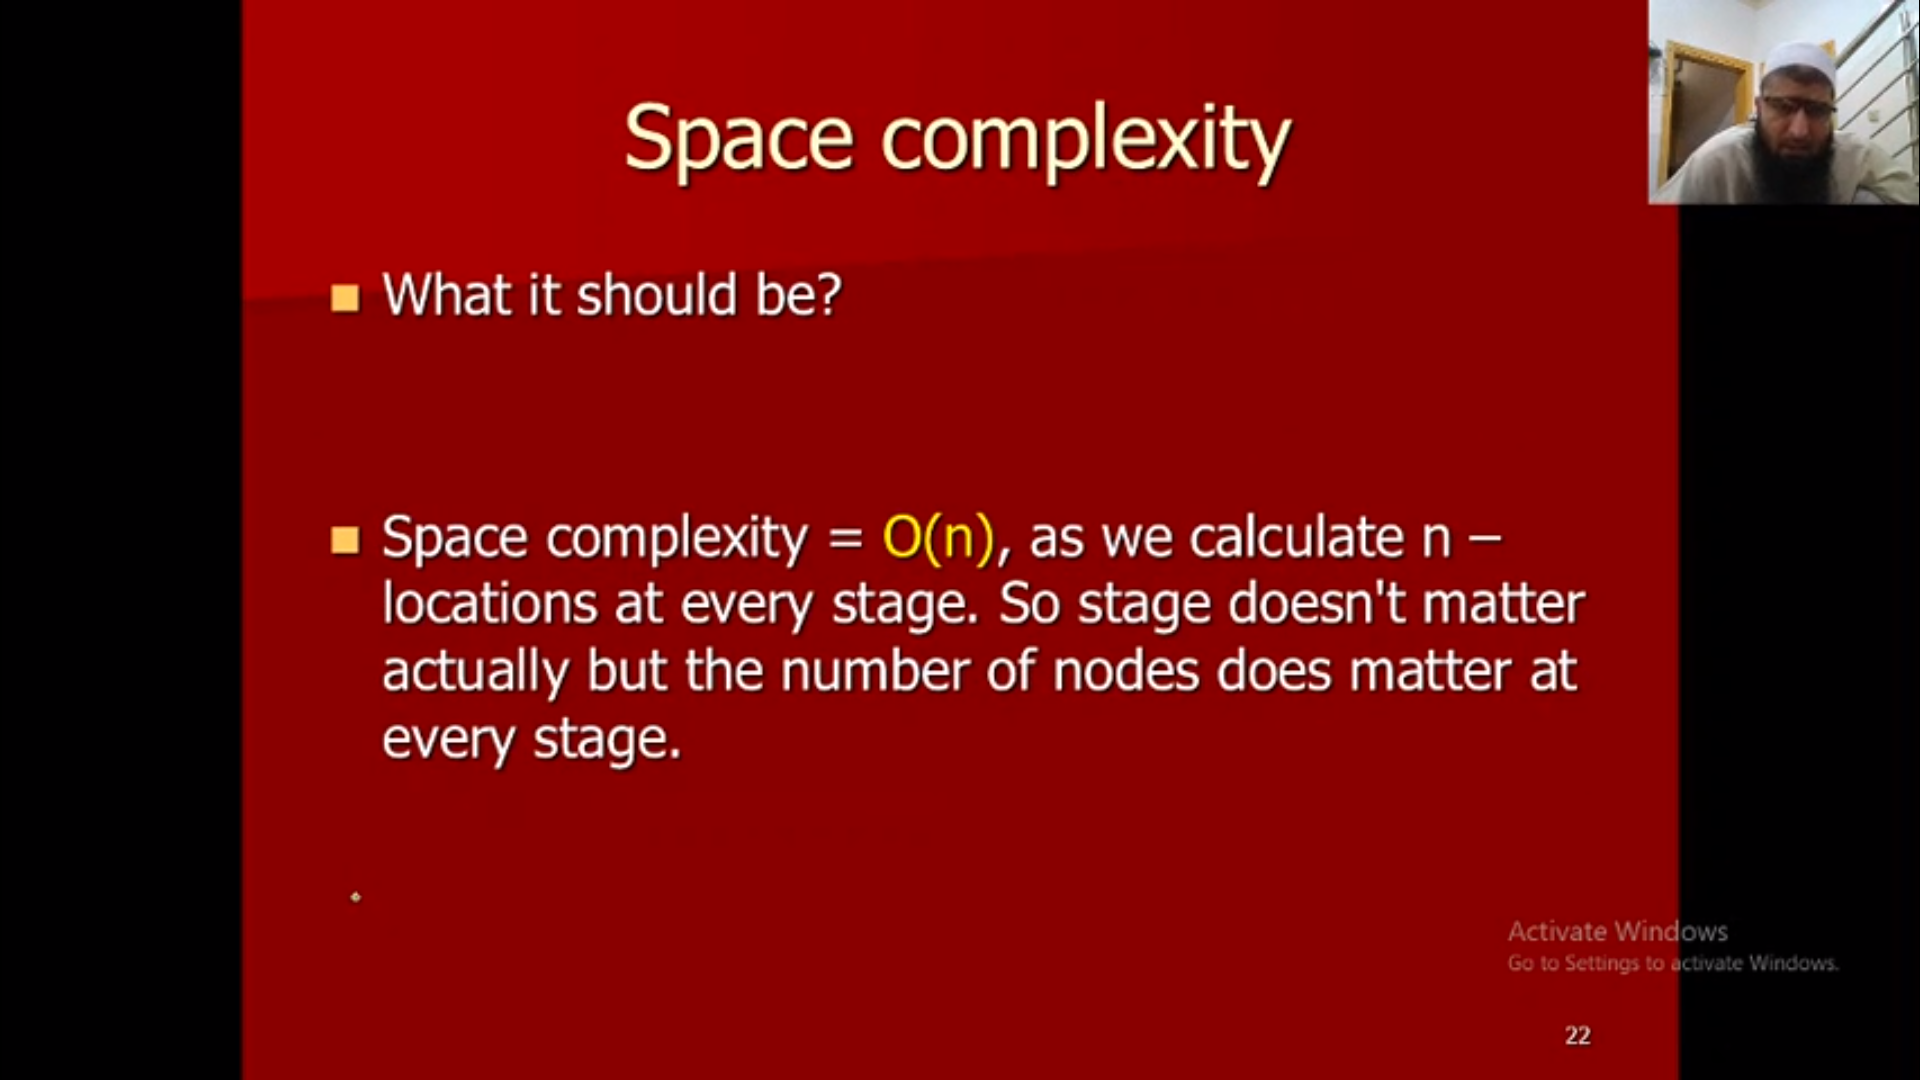 Space complexity
What it should be?
Space complexity = O(n), as we calculate n –
locations at every stage. So stage doesn't matter
actually but the number of nodes does matter at
every stage.
Activate Windows
Go to Settings to activate Windows.
22